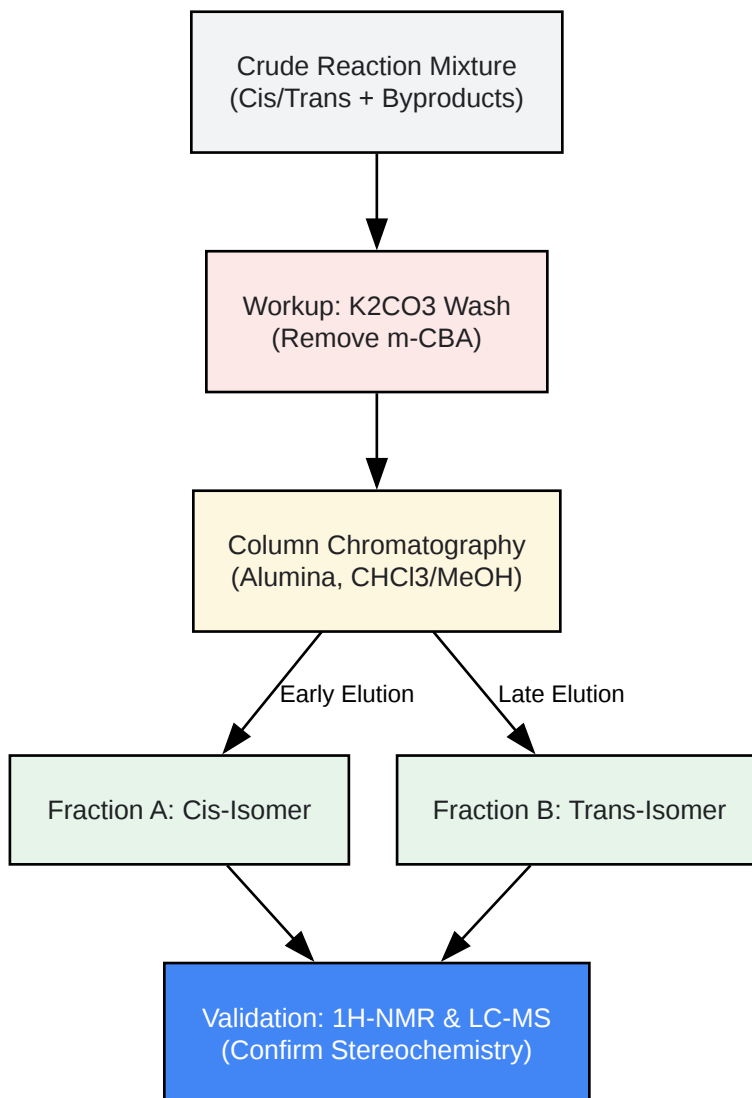 Crude Reaction Mixture
(Cis/Trans + Byproducts)
Workup: K2CO3 Wash
(Remove m-CBA)
Column Chromatography
(Alumina, CHCl3/MeOH)
Early Elution
Late Elution
Fraction A: Cis-Isomer
Fraction B: Trans-Isomer
Validation: 1H-NMR & LC-MS
(Confirm Stereochemistry)